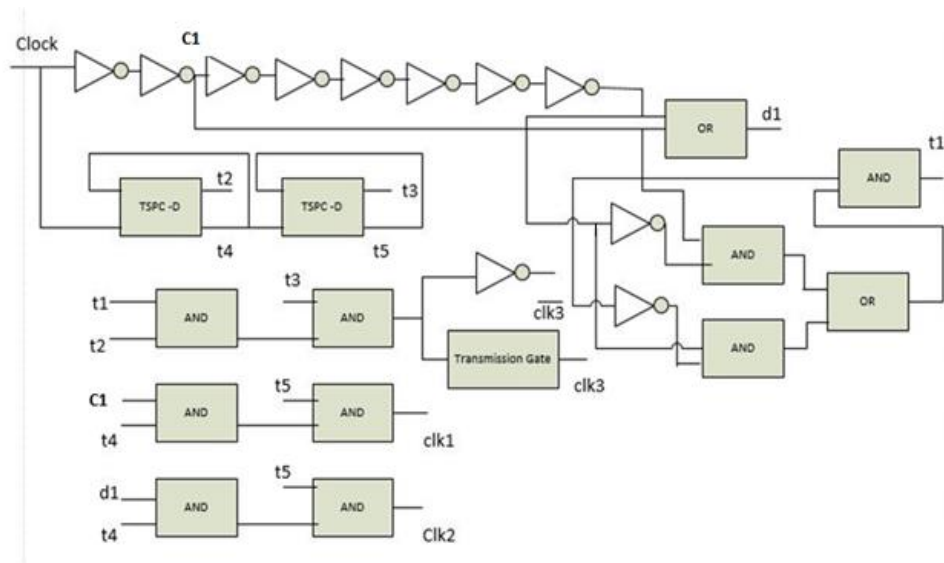 C1
Clock
OR
d1
t1
AND
t2
t3
TSPC -D
TSPC -D
t4
t5
AND
OR
t3
t1
AND
AND
clk3
t2
AND
Transmission Gate
clk3
t5
C1
AND
AND
t4
clk1
t5
d1
AND
AND
t4
Clk2